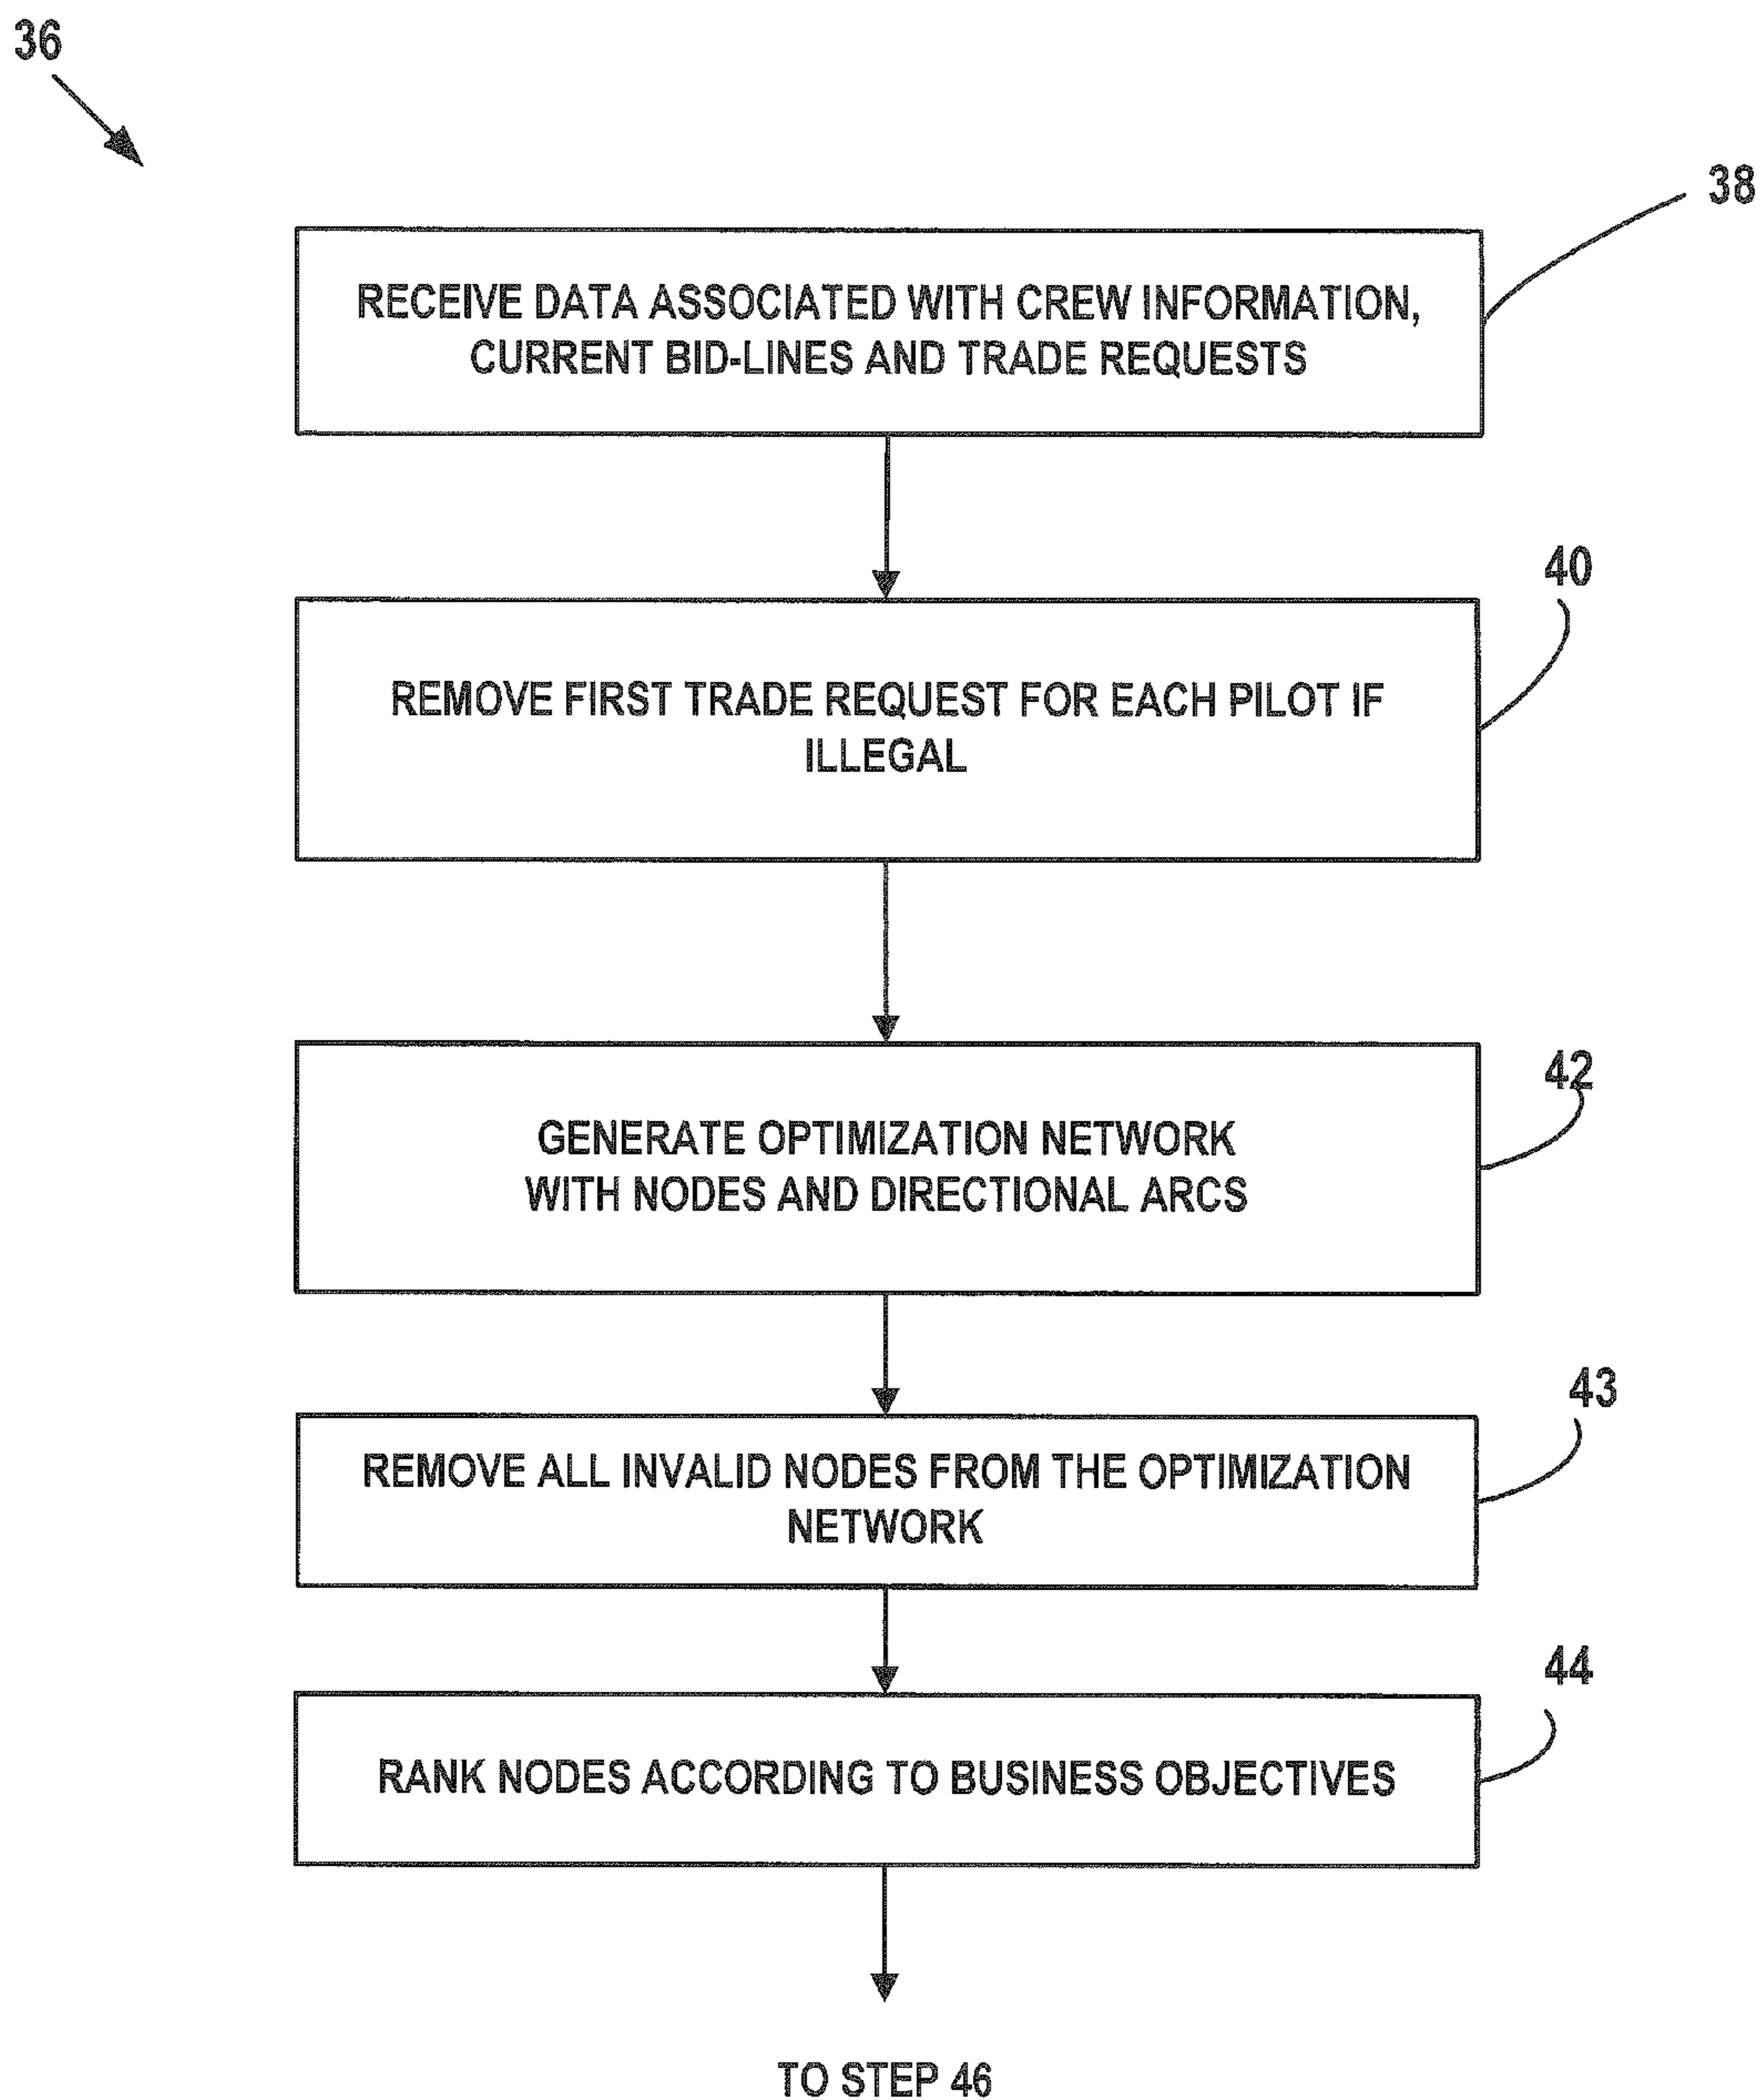 36
38
RECEIVE DATA ASSOCIATED WITH CREW INFORMATION,
CURRENT BID-LINES AND TRADE REQUESTS
40
REMOVE FIRST TRADE REQUEST FOR EACH PILOT IF
ILLEGAL
42
GENERATE OPTIMIZATION NETWORK
WITH NODES AND DIRECTIONAL ARCS
43
REMOVE ALL INVALID NODES FROM THE OPTIMIZATION
NETWORK
44
RANK NODES ACCORDING TO BUSINESS OBJECTIVES
TO STEP 46